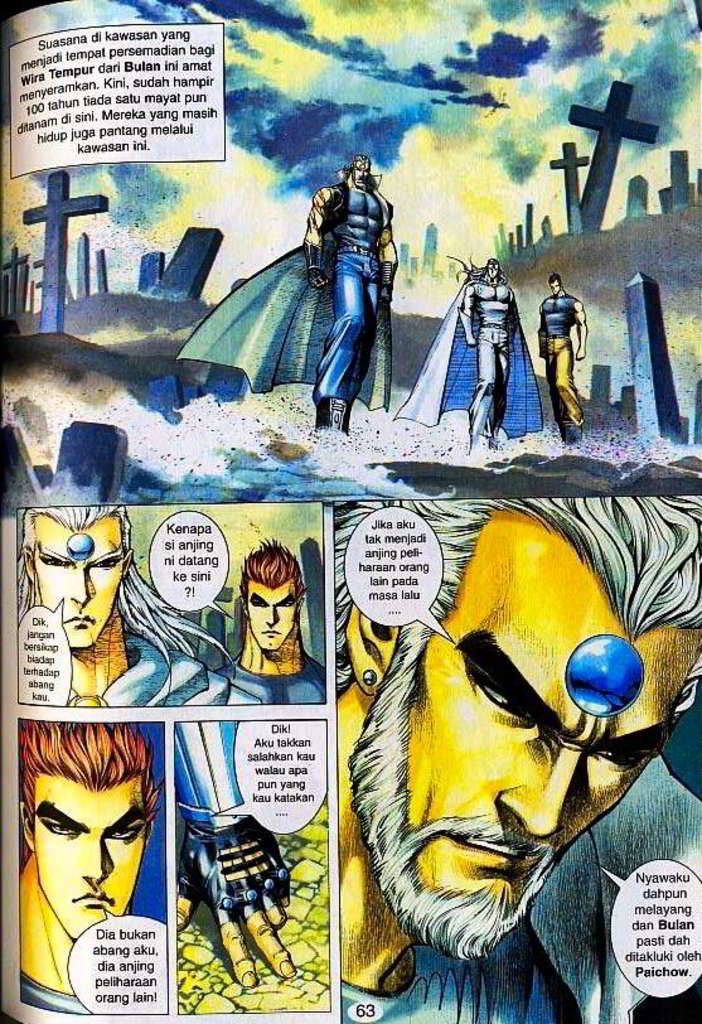 Suasana di kawasan yang
menjadi tempat persemadian bagi
Wira Tempur dari Bulan ini amat
menyeramkan. Kini, sudah hampir
100 tahun tiada satu mayat pun
ditanam di sini. Mereka yang masih
hidup juga pantang melalui
kawasan ini.
Kenapa
si anjing
ni datang
ke sini
?!
Dik,
jangan
bersikap
biadap
terhadap
abang
kau.
Jika aku
tak menjadi
anjing peli-
haraan orang
lain pada
masa lalu
....
Dia bukan
abang aku,
dia anjing
peliharaan
orang lain!
Dik!
Aku takkan
salahkan kau
walau apa
pun yang
kau katakan
....
Nyawaku
dahpun
melayang
dan Bulan
pasti dah
ditakluki oleh
Paichow.
63